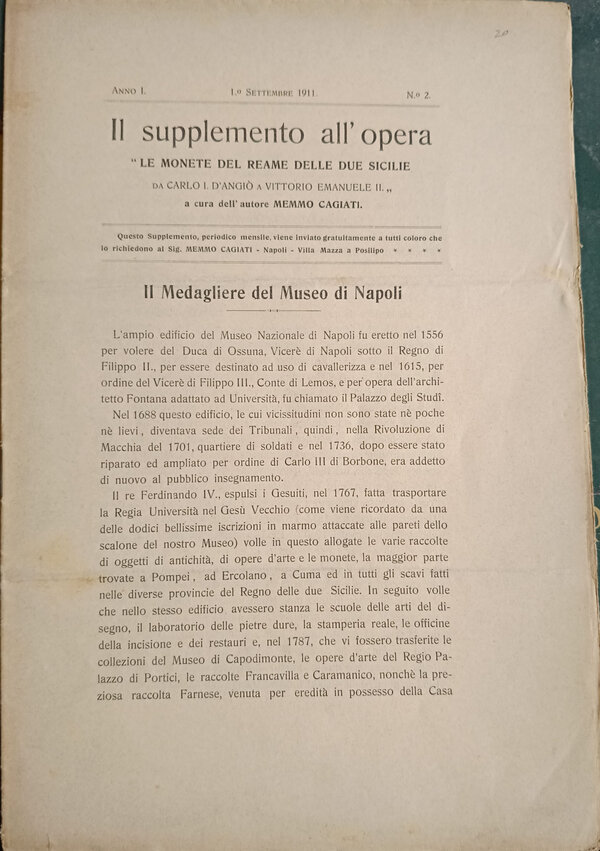 20
ANNO I.
1.º SETTEMBRE 1911.
N.º 2.
Il supplemento all' opera
“ LE MONETE DEL REAME DELLE DUE SICILIE
DA CARLO I. D'ANGIÒ A VITTORIO EMANUELE II. „
a cura dell' autore MEMMO CAGIATI.
Questo Supplemento, periodico mensile, viene inviato gratuitamente a tutti coloro che
lo richiedono al Sig. MEMMO CAGIATI - Napoli - Villa Mazza a Posilipo * * * *
Il Medagliere del Museo di Napoli
L'ampio edificio del Museo Nazionale di Napoli fu eretto nel 1556
per volere del Duca di Ossuna, Vicerè di Napoli sotto il Regno di
Filippo II., per essere destinato ad uso di cavallerizza e nel 1615, per
ordine del Vicerè di Filippo III., Conte di Lemos, e per opera dell'archi-
tetto Fontana adattato ad Università, fu chiamato il Palazzo degli Studî.
Nel 1688 questo edificio, le cui vicissitudini non sono state nè poche
nè lievi, diventava sede dei Tribunali, quindi, nella Rivoluzione di
Macchia del 1701, quartiere di soldati e nel 1736, dopo essere stato
riparato ed ampliato per ordine di Carlo III di Borbone, era addetto
di nuovo al pubblico insegnamento.
Il re Ferdinando IV., espulsi i Gesuiti, nel 1767, fatta trasportare
la Regia Università nel Gesù Vecchio (come viene ricordato da una
delle dodici bellissime iscrizioni in marmo attaccate alle pareti dello
scalone del nostro Museo) volle in questo allogate le varie raccolte
di oggetti di antichità, di opere d'arte e le monete, la maggior parte
trovate a Pompei, ad Ercolano, a Cuma ed in tutti gli scavi fatti
nelle diverse provincie del Regno delle due Sicilie. In seguito volle
che nello stesso edificio avessero stanza le scuole delle arti del di-
segno, il laboratorio delle pietre dure, la stamperia reale, le officine
della incisione e dei restauri e, nel 1787, che vi fossero trasferite le
collezioni del Museo di Capodimonte, le opere d'arte del Regio Pa-
lazzo di Portici, le raccolte Francavilla e Caramanico, nonchè la pre-
ziosa raccolta Farnese, venuta per eredità in possesso della Casa